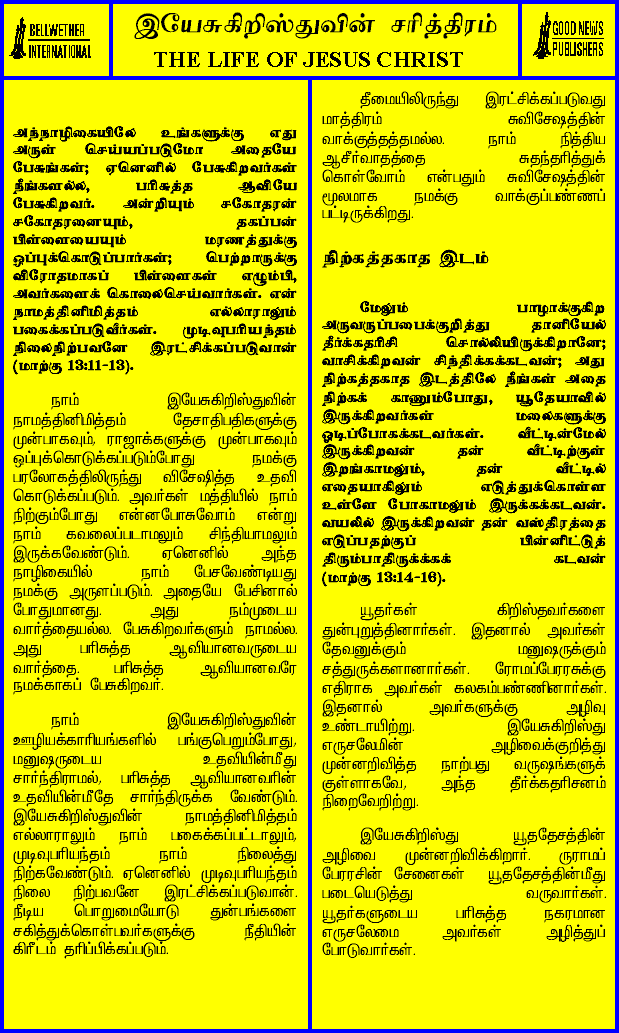 BELLWETHER
INTERNATIONAL
இயேசுகிறிஸ்துவின் சரித்திரம்
THE LIFE OF JESUS CHRIST
GOOD NEWS
PUBLISHERS
அந்நாழிகையிலே உங்களுக்கு எது
அருள் செய்யப்படுமோ அதையே
பேசுங்கள்; ஏனெனில் பேசுகிறவர்கள்
நீங்களல்ல, பரிசுத்த ஆவியே
பேசுகிறவர். அன்றியும் சகோதரன்
சகோதரனையும், தகப்பன்
பிள்ளையையும் மரணத்துக்கு
ஒப்புக்கொடுப்பார்கள்; பெற்றாருக்கு
விரோதமாகப் பிள்ளைகள் எழும்பி,
அவர்களைக் கொலைசெய்வார்கள். என்
நாமத்தினிமித்தம் எல்லாராலும்
பகைக்கப்படுவீர்கள். முடிவுபரியந்தம்
நிலைநிற்பவனே இரட்சிக்கப்படுவான்
(மாற்கு 13:11-13).
நாம் இயேசுகிறிஸ்துவின்
நாமத்தினிமித்தம் தேசாதிபதிகளுக்கு
முன்பாகவும், ராஜாக்களுக்கு முன்பாகவும்
ஒப்புக்கொடுக்கப்படும்போது நமக்கு
பரலோகத்திலிருந்து விசேஷித்த உதவி
கொடுக்கப்படும். அவர்கள் மத்தியில் நாம்
நிற்கும்போது என்னபோசுவோம் என்று
நாம் கவலைப்படாமலும் சிந்தியாமலும்
இருக்கவேண்டும். ஏனெனில் அந்த
நாழிகையில் நாம் பேசவேண்டியது
நமக்கு அருளப்படும். அதையே பேசினால்
போதுமானது. அது நம்முடைய
வார்த்தையல்ல. பேசுகிறவர்களும் நாமல்ல.
அது பரிசுத்த ஆவியானவருடைய
வார்த்தை. பரிசுத்த ஆவியானவரே
நமக்காகப் பேசுகிறவர்.
நாம் இயேசுகிறிஸ்துவின்
ஊழியக்காரியங்களில் பங்குபெறும்போது,
மனுஷருடைய உதவியின்மீது
சார்ந்திராமல், பரிசுத்த ஆவியானவரின்
உதவியின்மீதே சார்ந்திருக்க வேண்டும்.
இயேசுகிறிஸ்துவின் நாமத்தினிமித்தம்
எல்லாராலும் நாம் பகைக்கப்பட்டாலும்,
முடிவுபரியந்தம் நாம் நிலைத்து
நிற்கவேண்டும். ஏனெனில் முடிவுபரியந்தம்
நிலை நிற்பவனே இரட்சிக்கப்படுவான்.
நீடிய பொறுமையோடு துன்பங்களை
சகித்துக்கொள்பவர்களுக்கு நீதியின்
கிரீடம் தரிப்பிக்கப்படும்.
தீமையிலிருந்து இரட்சிக்கப்படுவது
மாத்திரம் சுவிசேஷத்தின்
வாக்குத்தத்தமல்ல. நாம் நித்திய
ஆசீர்வாதத்தை சுதந்தரித்துக்
கொள்வோம் என்பதும் சுவிசேஷத்தின்
மூலமாக நமக்கு வாக்குப்பண்ணப்
பட்டிருக்கிறது.
நிற்கத்தகாத இடம்
மேலும் பாழாக்குகிற
அருவருப்பைக்குறித்து தானியேல்
தீர்க்கதரிசி சொல்லியிருக்கிறானே;
வாசிக்கிறவன் சிந்திக்கக்கடவன்; அது
நிற்கத்தகாத இடத்திலே நீங்கள் அதை
நிற்கக் காணும்போது, யூதேயாவில்
இருக்கிறவர்கள் மலைகளுக்கு
ஓடிப்போகக்கடவர்கள். வீட்டின்மேல்
இருக்கிறவன் தன் வீட்டிற்குள்
இறங்காமலும், தன் வீட்டில்
எதையாகிலும் எடுத்துக்கொள்ள
உள்ளே போகாமலும் இருக்கக்கடவன்.
வயலில் இருக்கிறவன் தன் வஸ்திரத்தை
எடுப்பதற்குப் பின்னிட்டுத்
திரும்பாதிருக்க்கக் கடவன்
(மாற்கு 13:14-16).
யூதர்கள் கிறிஸ்தவர்களை
துன்புறுத்தினார்கள். இதனால் அவர்கள்
தேவனுக்கும் மனுஷருக்கும்
சத்துருக்களானார்கள். ரோமப்பேரரசுக்கு
எதிராக அவர்கள் கலகம்பண்ணினார்கள்.
இதனால் அவர்களுக்கு அழிவு
உண்டாயிற்று. இயேசுகிறிஸ்து
எருசலேமின் அழிவைக்குறித்து
முன்னறிவித்த நாற்பது வருஷங்களுக்
குள்ளாகவே, அந்த தீர்க்கதரிசனம்
நிறைவேறிற்று.
இயேசுகிறிஸ்து யூததேசத்தின்
அழிவை முன்னறிவிக்கிறார். ருராமப்
பேரரசின் சேனைகள் யூததேசத்தின்மீது
படையெடுத்து வருவார்கள்.
யூதர்களுடைய பரிசுத்த நகரமான
எருசலேமை அவர்கள் அழித்துப்
போடுவார்கள்.